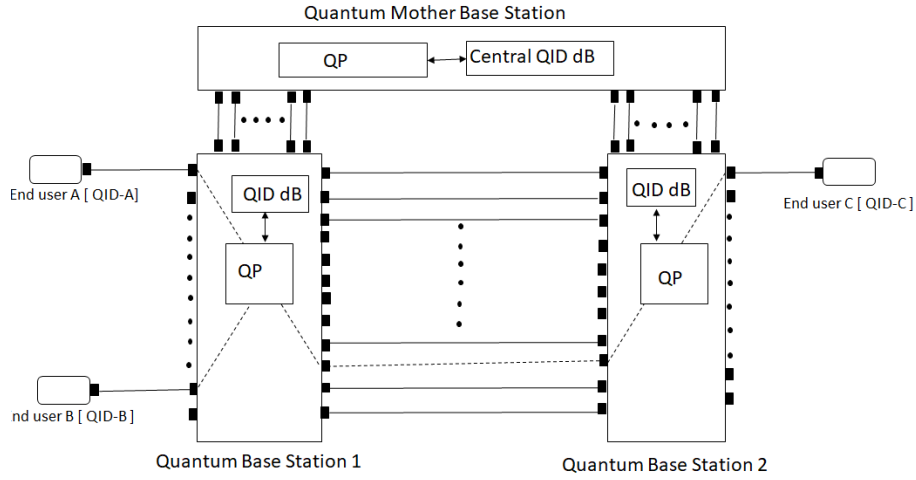 Quantum Mother Base Station
QP
Central QID dB
QID dB
QID dB
End user A [ QID-A]
End user C [ QID-C ]
QP
QP
nd user B [ QID-B ]
Quantum Base Station 1
Quantum Base Station 2